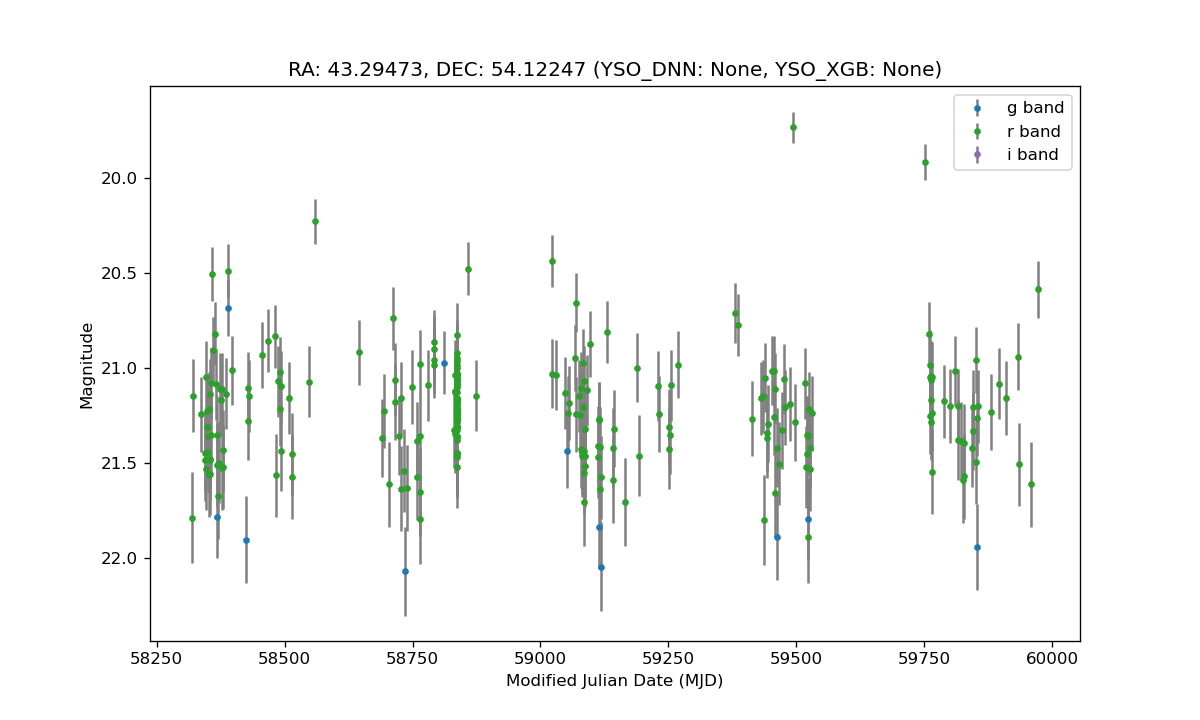 RA: 43.29473, DEC: 54.12247 (YSO_DNN: None, YSO_XGB: None)
g band
r band
i band
20.0
20.5
21.0
21.5
22.0
Magnitude
58250 58500 58750 59000 59250 59500 59750 60000
Modified Julian Date (MJD)